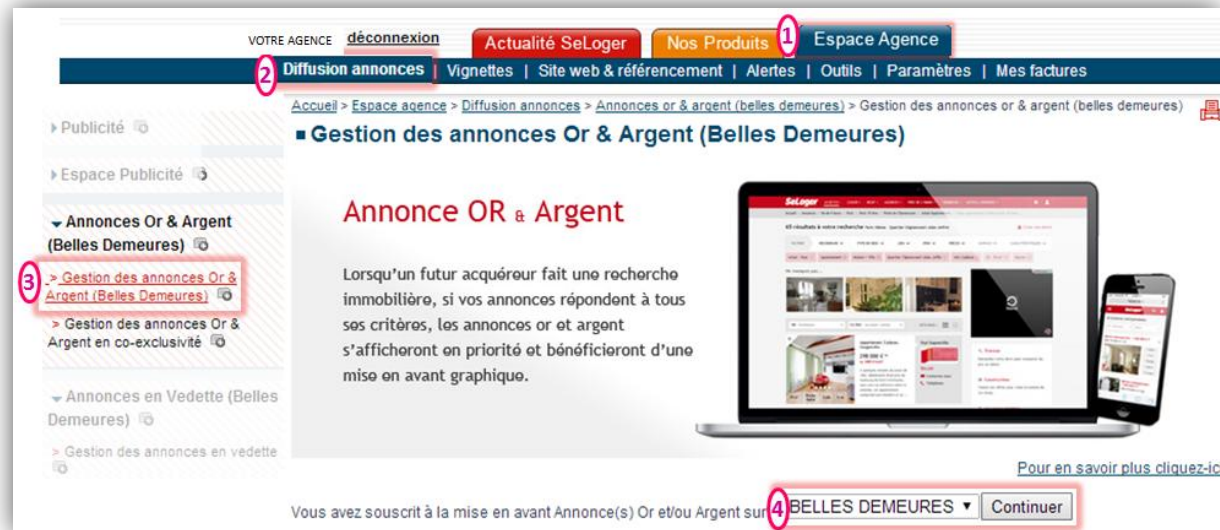 VOTRE AGENCE déconnexion
Actualité SeLoger Nos Produits 1 Espace Agence
2 Diffusion annonces | Vignettes | Site web & référencement | Alertes | Outils | Paramètres | Mes factures
Accueil > Espace agence > Diffusion annonces > Annonces or & argent (belles demeures) > Gestion des annonces or & argent (belles demeures)
Publicité
Espace Publicité
Annonces Or & Argent
(Belles Demeures)
3 > Gestion des annonces Or &
Argent (Belles Demeures)
> Gestion des annonces Or &
Argent en co-exclusivité
Annonces en Vedette (Belles
Demeures)
> Gestion des annonces en vedette
Gestion des annonces Or & Argent (Belles Demeures)
Annonce OR & Argent
Lorsqu’un futur acquéreur fait une recherche
immobilière, si vos annonces répondent à tous
ses critères, les annonces or et argent
s’afficheront en priorité et bénéficieront d’une
mise en avant graphique.
SeLoger
SeLoger
Pour en savoir plus cliquez-ic
Vous avez souscrit à la mise en avant Annonce(s) Or et/ou Argent sur 4 BELLES DEMEURES Continuer